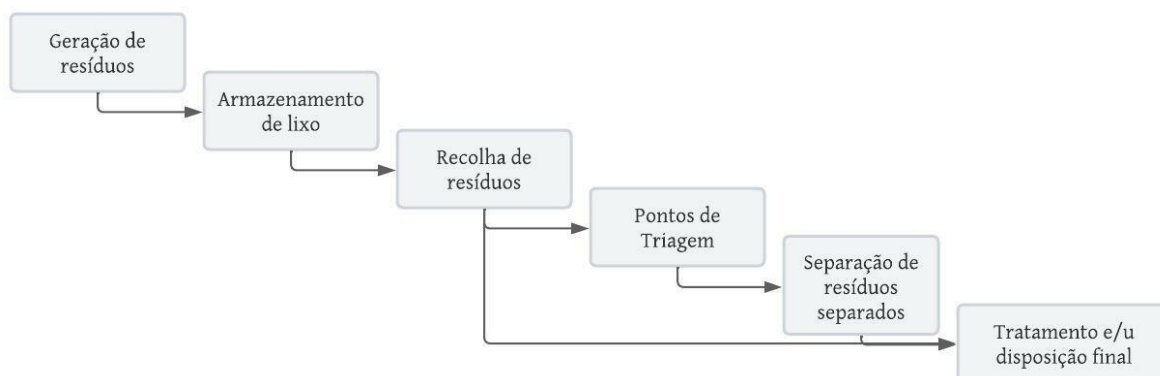 Geração de
resíduos
Armazenamento
de lixo
Recolha de
resíduos
Pontos de
Triagem
Separação de
resíduos
separados
Tratamento e/u
disposição final